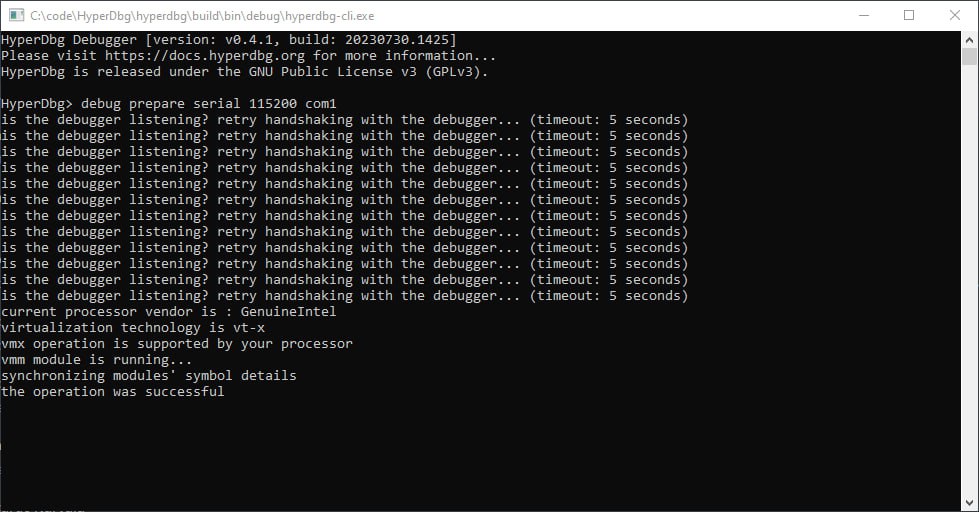 C:\code\HyperDbg\hyperdbg\build\bin\debug\hyperdbg-cli.exe
HyperDbg Debugger [version: v0.4.1, build: 20230730.1425]
Please visit https://docs.hyperdbg.org for more information...
HyperDbg is released under the GNU Public License v3 (GPLv3).
HyperDbg> debug prepare serial 115200 com1
is the debugger listening? retry handshaking with the debugger... (timeout: 5 seconds)
is the debugger listening? retry handshaking with the debugger... (timeout: 5 seconds)
is the debugger listening? retry handshaking with the debugger... (timeout: 5 seconds)
is the debugger listening? retry handshaking with the debugger... (timeout: 5 seconds)
is the debugger listening? retry handshaking with the debugger... (timeout: 5 seconds)
is the debugger listening? retry handshaking with the debugger... (timeout: 5 seconds)
is the debugger listening? retry handshaking with the debugger... (timeout: 5 seconds)
is the debugger listening? retry handshaking with the debugger... (timeout: 5 seconds)
is the debugger listening? retry handshaking with the debugger... (timeout: 5 seconds)
is the debugger listening? retry handshaking with the debugger... (timeout: 5 seconds)
is the debugger listening? retry handshaking with the debugger... (timeout: 5 seconds)
is the debugger listening? retry handshaking with the debugger... (timeout: 5 seconds)
current processor vendor is : GenuineIntel
virtualization technology is vt-x
vmx operation is supported by your processor
vmm module is running...
synchronizing modules' symbol details
the operation was successful